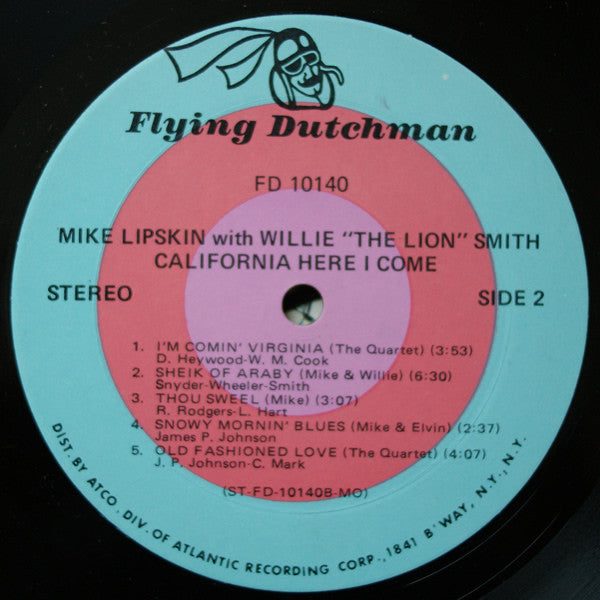 Flying Dutchman
FD 10140
MIKE LIPSKIN with WILLIE "THE LION" SMITH
CALIFORNIA HERE I COME
STEREO
SIDE 2
1. I'M COMIN' VIRGINIA (The Quartet) (3:53)
D. Heywood-W. M. Cook
2. SHEIK OF ARABY (Mike & Willie) (6:30)
Snyder-Wheeler-Smith
3. THOU SWEEL (Mike) (3:07)
R. Rodgers-L. Hart
4. SNOWY MORNIN' BLUES (Mike & Elvin) (2:37)
James P. Johnson
5. OLD FASHIONED LOVE (The Quartet) (4:07)
J. P. Johnson-C. Mark
(ST-FD-10140B-MO)
DIST. BY ATCO. DIV. OF ATLANTIC RECORDING CORP., 1841 B'WAY, N.Y., N.Y.